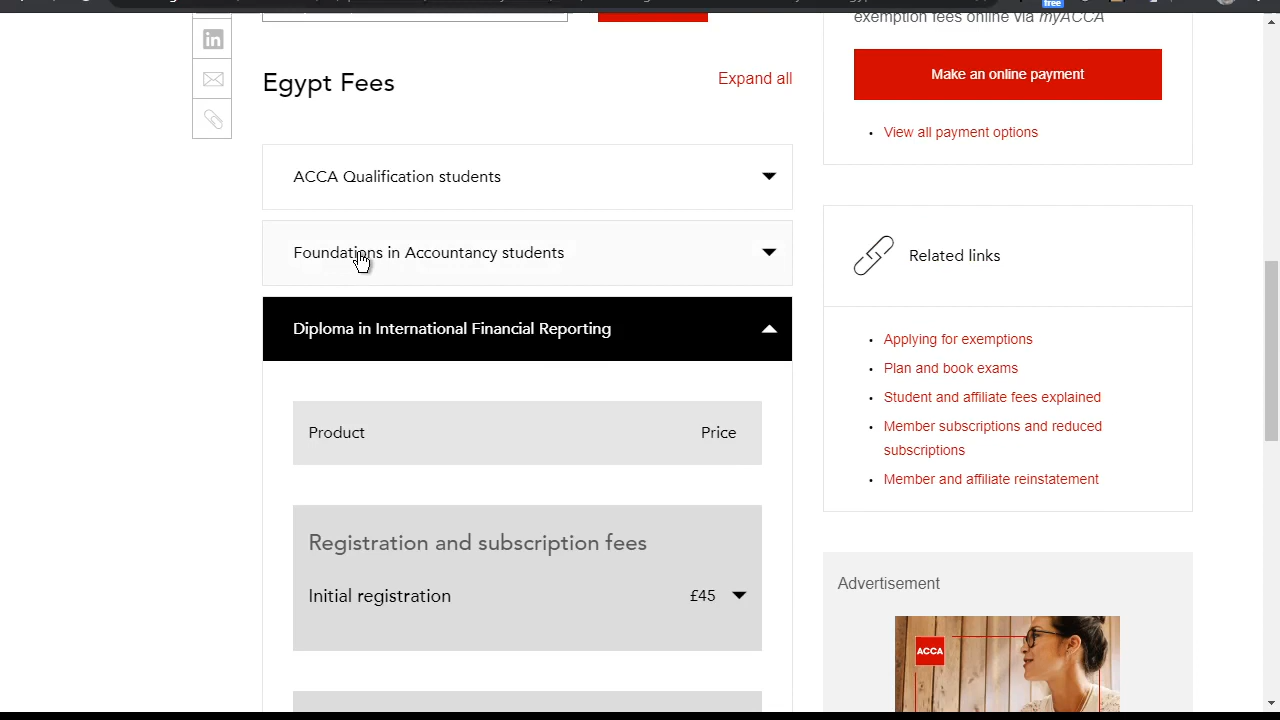 free
exemption fees online via myACCA
Egypt Fees
Expand all
Make an online payment
View all payment options
ACCA Qualification students
Foundations in Accountancy students
Related links
Diploma in International Financial Reporting
Applying for exemptions
Plan and book exams
Student and affiliate fees explained
Member subscriptions and reduced
subscriptions
Member and affiliate reinstatement
Product Price
Registration and subscription fees
Initial registration £45
Advertisement
ACCA